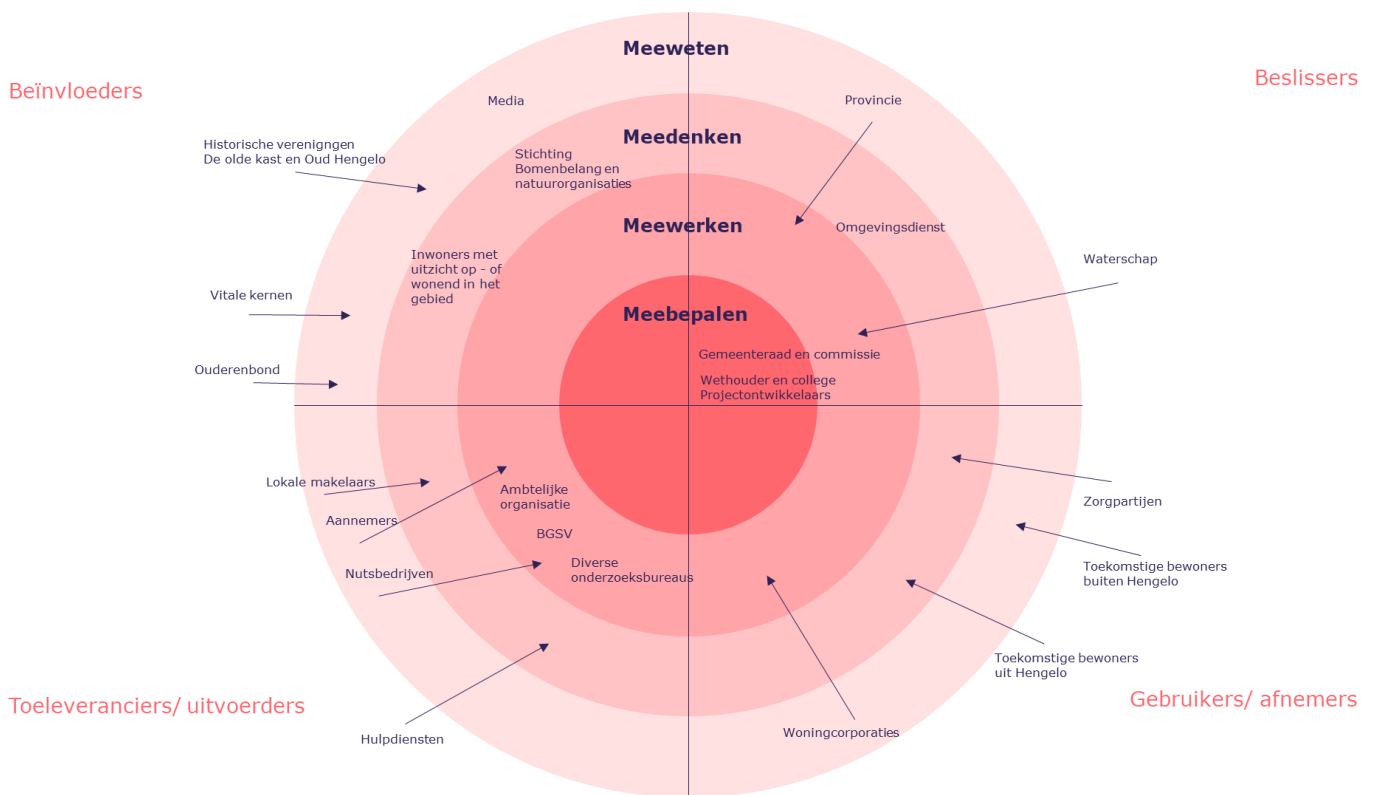 Meeweten
Beïnvloeders
Beslissers
Media
Provincie
Meedenken
Historische verenigngen
De olde kast en Oud Hengelo
Stichting
Bomenbelang en
natuurorganisaties
Meewerken
Omgevingsdienst
Inwoners met
uitzicht op - of
wonend in het
gebied
Waterschap
Vitale kernen
Meebepalen
Gemeenteraad en commissie
Ouderenbond
Wethouder en college
Projectontwikkelaars
Lokale makelaars
Ambtelijke
organisatie
Zorgpartijen
Aannemers
BGSV
Nutsbedrijven
Diverse
onderzoeksbureaus
Toekomstige bewoners
buiten Hengelo
Toekomstige bewoners
uit Hengelo
Toeleveranciers/ uitvoerders
Gebruikers/ afnemers
Hulpdiensten
Woningcorporaties